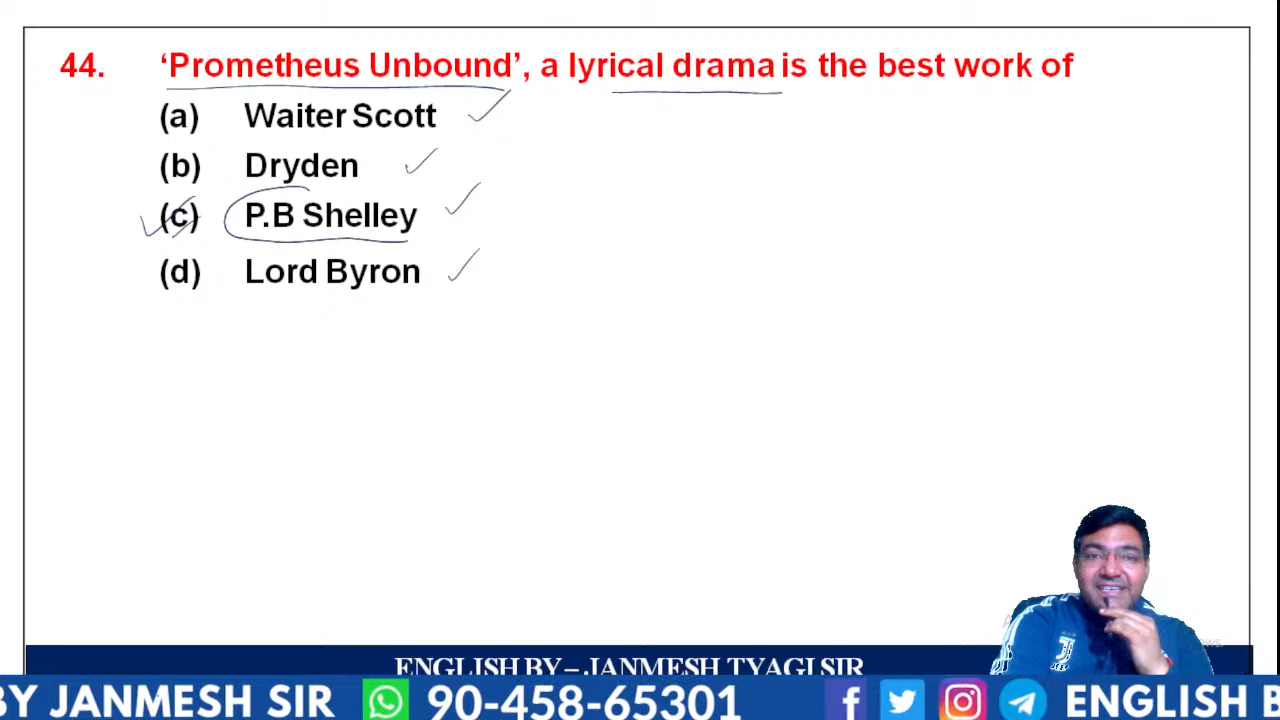 44. ‘Prometheus Unbound’, a lyrical drama is the best work of
(a) Waiter Scott
(b) Dryden
(c) P.B Shelley
(d) Lord Byron
ENGLISH BY – JANMESH TYAGI SIR
BY JANMESH SIR 90-458-65301 ENGLISH B